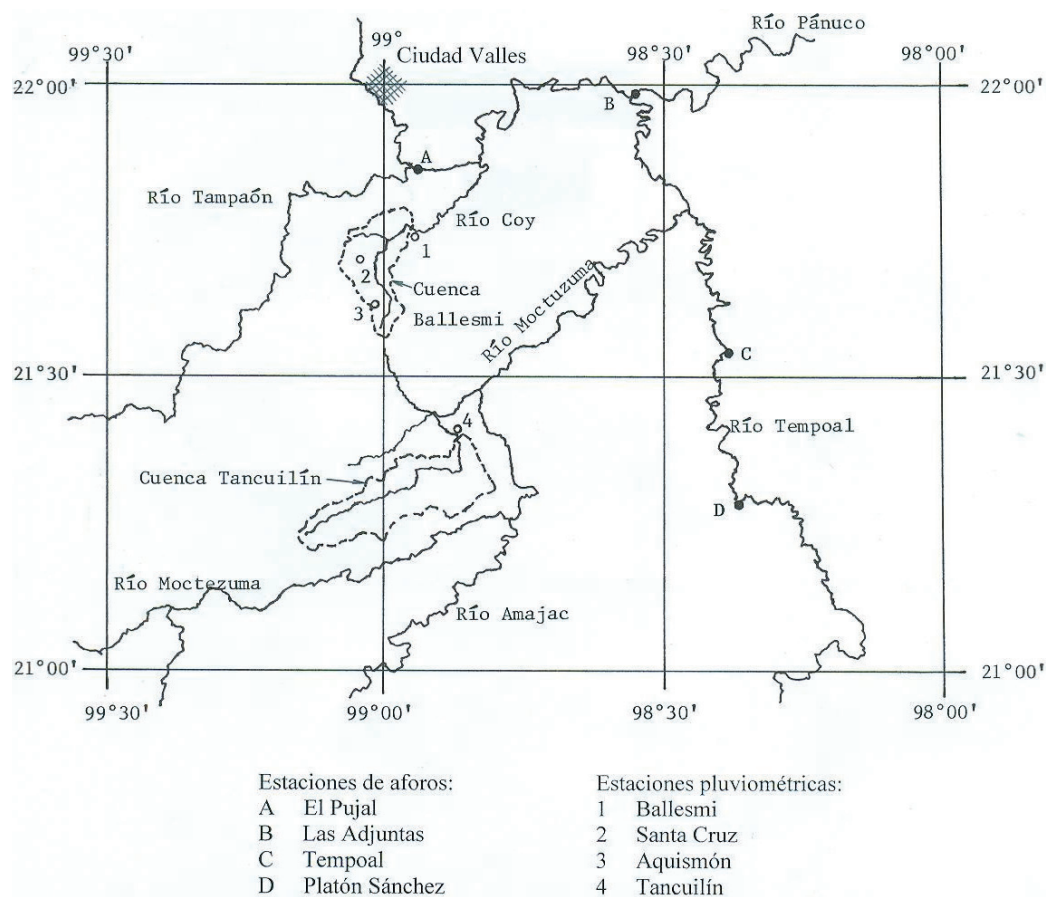 Río Pánuco
99°30'
99°
Ciudad Valles
98°30'
98°00'
22°00'
22°00'
B
A
Río Tampaón
Río Coy
1
2
Cuenca
3
Ballesmi
Río Moctuzuma
C
21°30'
21°30'
4
Río Tempoal
Cuenca Tancuilín
D
Río Moctezuma
Río Amajac
21°00'
21°00'
99°30'
99°00'
98°30'
98°00'
Estaciones de aforos:
A El Pujal
B Las Adjuntas
C Tempoal
D Platón Sánchez
Estaciones pluviométricas:
1 Ballesmi
2 Santa Cruz
3 Aquismón
4 Tancuilín